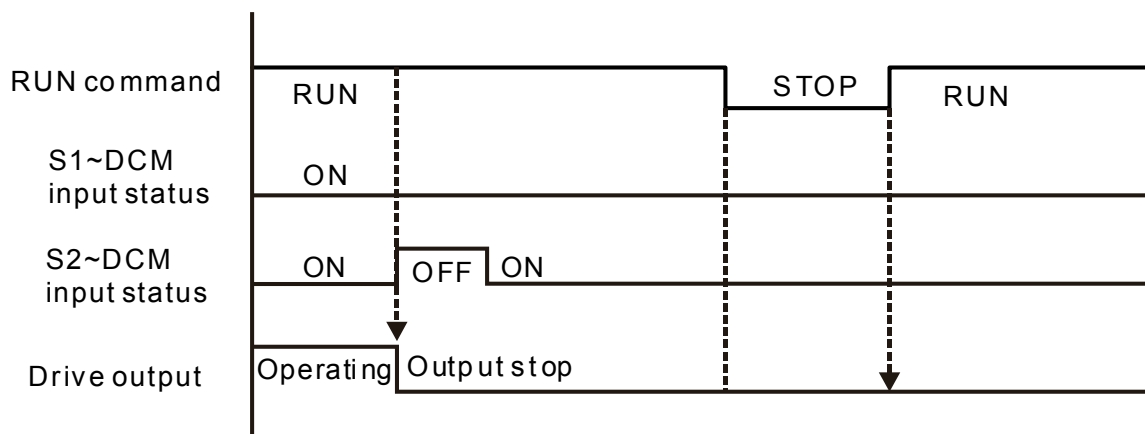 RUN command
RUN
STOP
RUN
S1~DCM
input status
ON
S2~DCM
input status
ON
OFF
ON
Drive output
Operating
Output stop